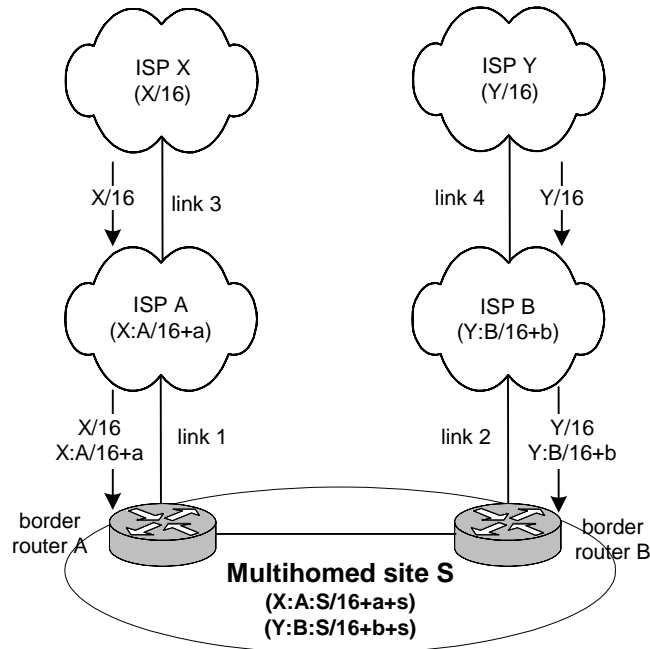 ISP X
(X/16)
ISP Y
(Y/16)
X/16
link 3
link 4
Y/16
ISP A
(X:A/16+a)
ISP B
(Y:B/16+b)
X/16
X:A/16+a
link 1
link 2
Y/16
Y:B/16+b
border
router A
border
router B
Multihomed site S
(X:A:S/16+a+s)
(Y:B:S/16+b+s)